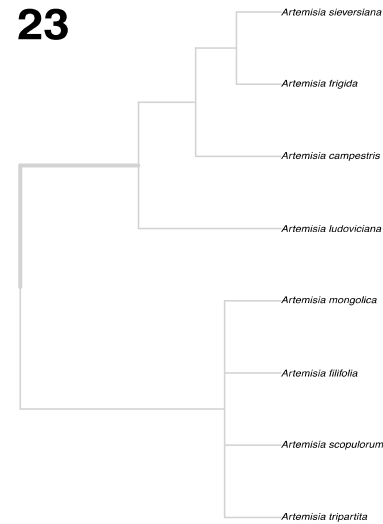 23
Artemisia sieversiana
Artemisia frigida
Artemisia campestris
Artemisia ludoviciana
Artemisia mongolica
Artemisia filifolia
Artemisia scopulorum
Artemisia tripartita